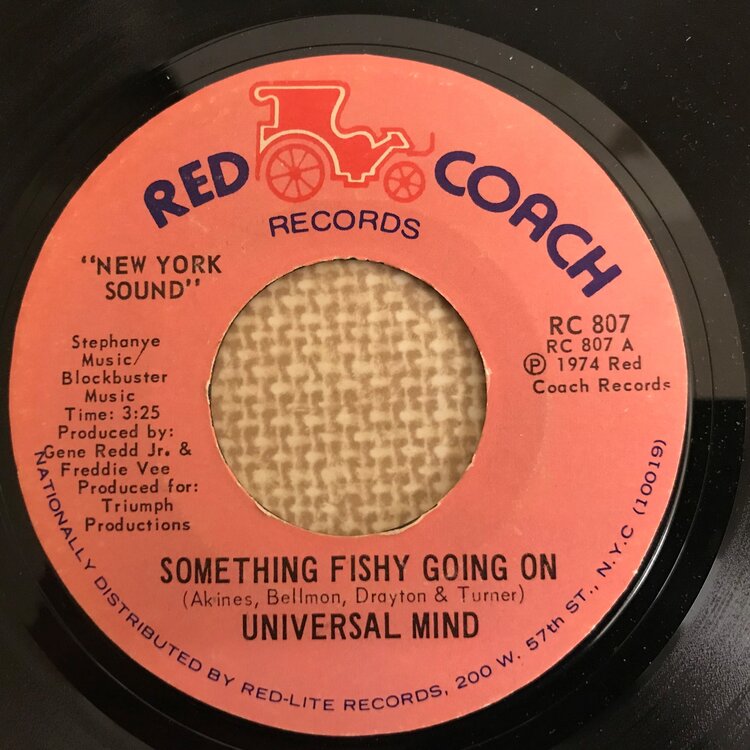 RED COACH
RECORDS
"NEW YORK
SOUND"
Stephanye
Music/
Blockbuster
Music
Time: 3:25
Produced by:
Gene Redd Jr. &
Freddie Vee
Produced for:
Triumph
Productions
RC 807
RC 807 A
Ⓟ 1974 Red
Coach Records
SOMETHING FISHY GOING ON
(Akines, Bellmon, Drayton & Turner)
UNIVERSAL MIND
NATIONALLY DISTRIBUTED BY RED-LITE RECORDS, 200 W. 57th ST., N.Y.C (10019)